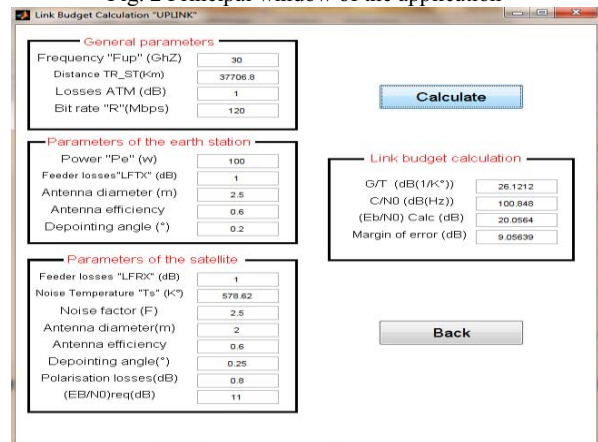 Fig. 2 Principal window of the application
Link Budget Calculation "UPLINK"
General parameters
Frequency "Fup" (GhZ) 30
Distance TR_ST(Km) 37706.8
Losses ATM (dB) 1
Bit rate "R"(Mbps) 120
Parameters of the earth station
Power "Pe" (w) 100
Feeder losses"LFTX" (dB) 1
Antenna diameter (m) 2.5
Antenna efficiency 0.6
Depointing angle (°) 0.2
Parameters of the satellite
Feeder losses "LFRX" (dB) 1
Noise Temperature "Ts" (K°) 578.62
Noise factor (F) 2.5
Antenna diameter(m) 2
Antenna efficiency 0.6
Depointing angle(°) 0.25
Polarisation losses(dB) 0.8
(EB/N0)req(dB) 11
Calculate
Link budget calculation
G/T (dB(1/K°)) 26.1212
C/N0 (dB(Hz)) 100.848
(Eb/N0) Calc (dB) 20.0564
Margin of error (dB) 9.05639
Back